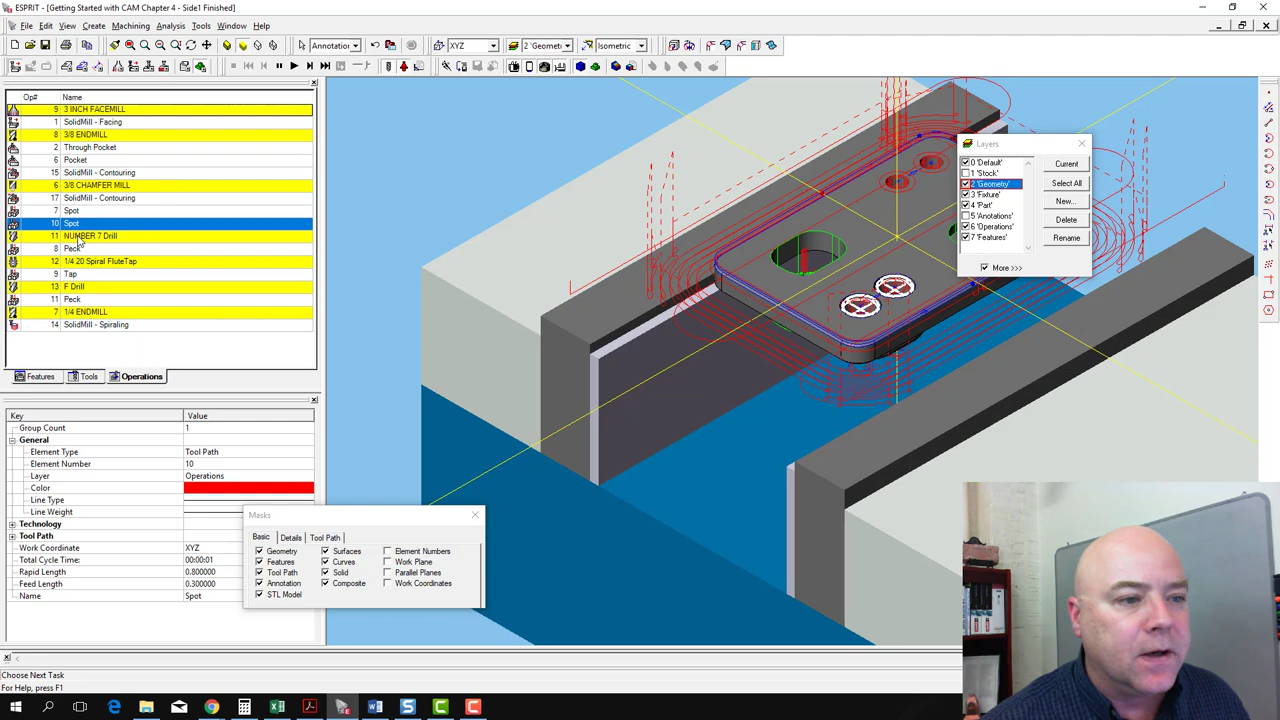 ESPRIT - [Getting Started with CAM Chapter 4 - Side1 Finished]
File Edit View Create Machining Analysis Tools Window Help
Annotation XYZ 2 'Geometr Isometric
Op# Name
9 3 INCH FACEMILL
1 SolidMill - Facing
8 3/8 ENDMILL
2 Through Pocket
6 Pocket
15 SolidMill - Contouring
6 3/8 CHAMFER MILL
17 SolidMill - Contouring
7 Spot
10 Spot
11 NUMBER 7 Drill
8 Peck
12 1/4 20 Spiral FluteTap
9 Tap
13 F Drill
11 Peck
7 1/4 ENDMILL
14 SolidMill - Spiraling
Features Tools Operations
Key Value
Group Count 1
General
Element Type Tool Path
Element Number 10
Layer Operations
Color
Line Type
Line Weight
Technology
Tool Path
Work Coordinate XYZ
Total Cycle Time: 00:00:01
Rapid Length 0.800000
Feed Length 0.300000
Name Spot
Masks
Basic Details Tool Path
Geometry Surfaces Element Numbers
Features Curves Work Plane
Tool Path Solid Parallel Planes
Annotation Composite Work Coordinates
STL Model
Layers
0 'Default' Current
1 'Stock'
2 'Geometry' Select All
3 'Fixture'
4 'Part' New...
5 'Anotations'
6 'Operations' Delete
7 'Features' Rename
More >>>
Choose Next Task
For Help, press F1